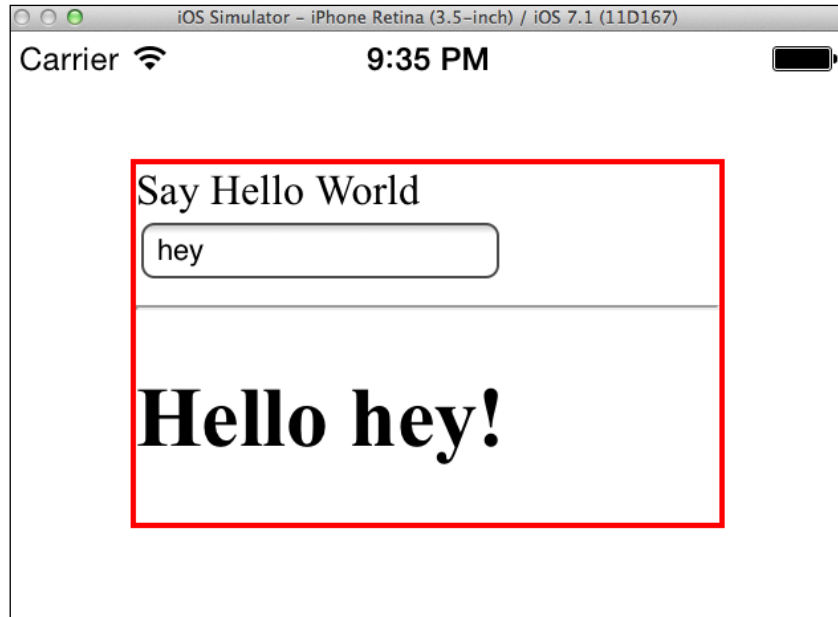 iOS Simulator – iPhone Retina (3.5-inch) / iOS 7.1 (11D167)
Carrier 9:35 PM
Say Hello World
hey
Hello hey!